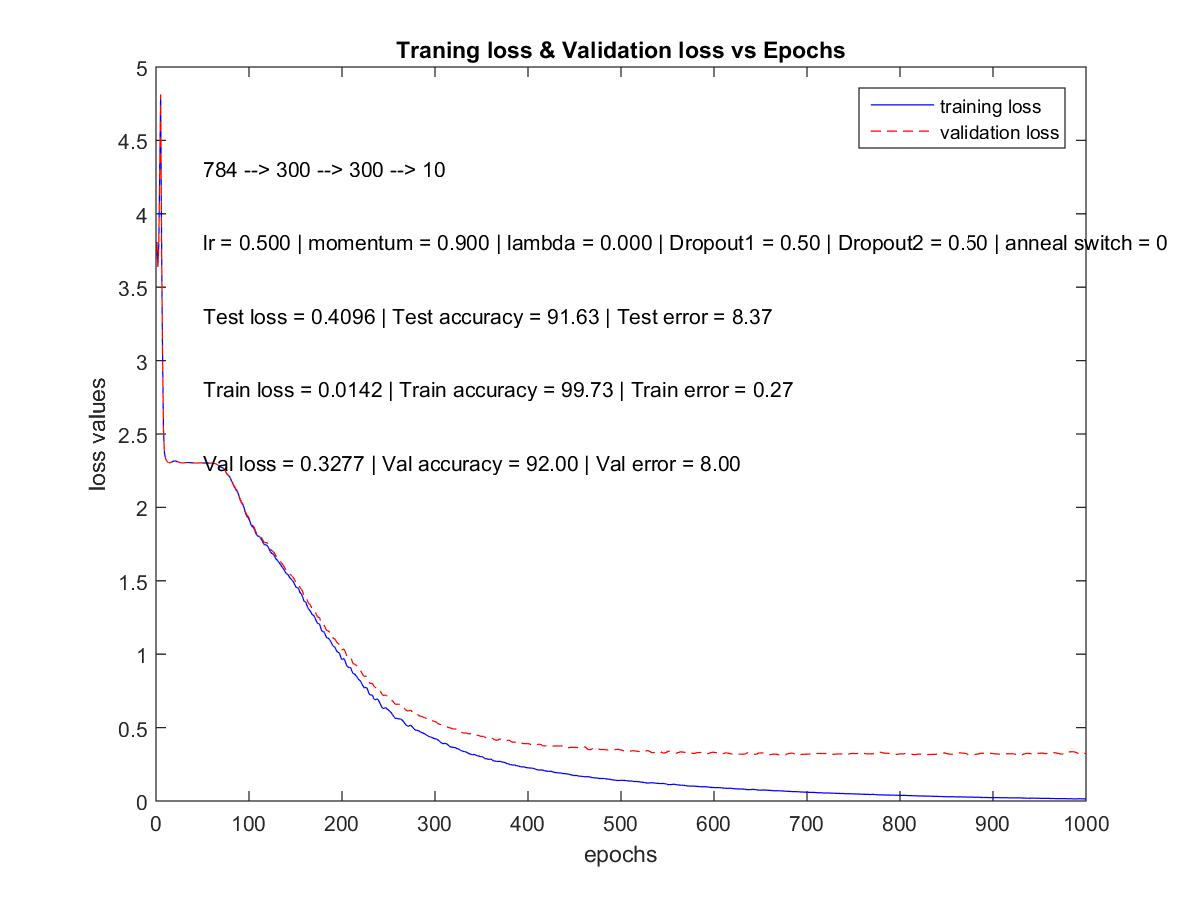 Traning loss & Validation loss vs Epochs
5
4.5
4
3.5
3
2.5
2
1.5
1
0.5
0
loss values
training loss
validation loss
784 --> 300 --> 300 --> 10
lr = 0.500 | momentum = 0.900 | lambda = 0.000 | Dropout1 = 0.50 | Dropout2 = 0.50 | anneal switch = 0
Test loss = 0.4096 | Test accuracy = 91.63 | Test error = 8.37
Train loss = 0.0142 | Train accuracy = 99.73 | Train error = 0.27
Val loss = 0.3277 | Val accuracy = 92.00 | Val error = 8.00
0 100 200 300 400 500 600 700 800 900 1000
epochs